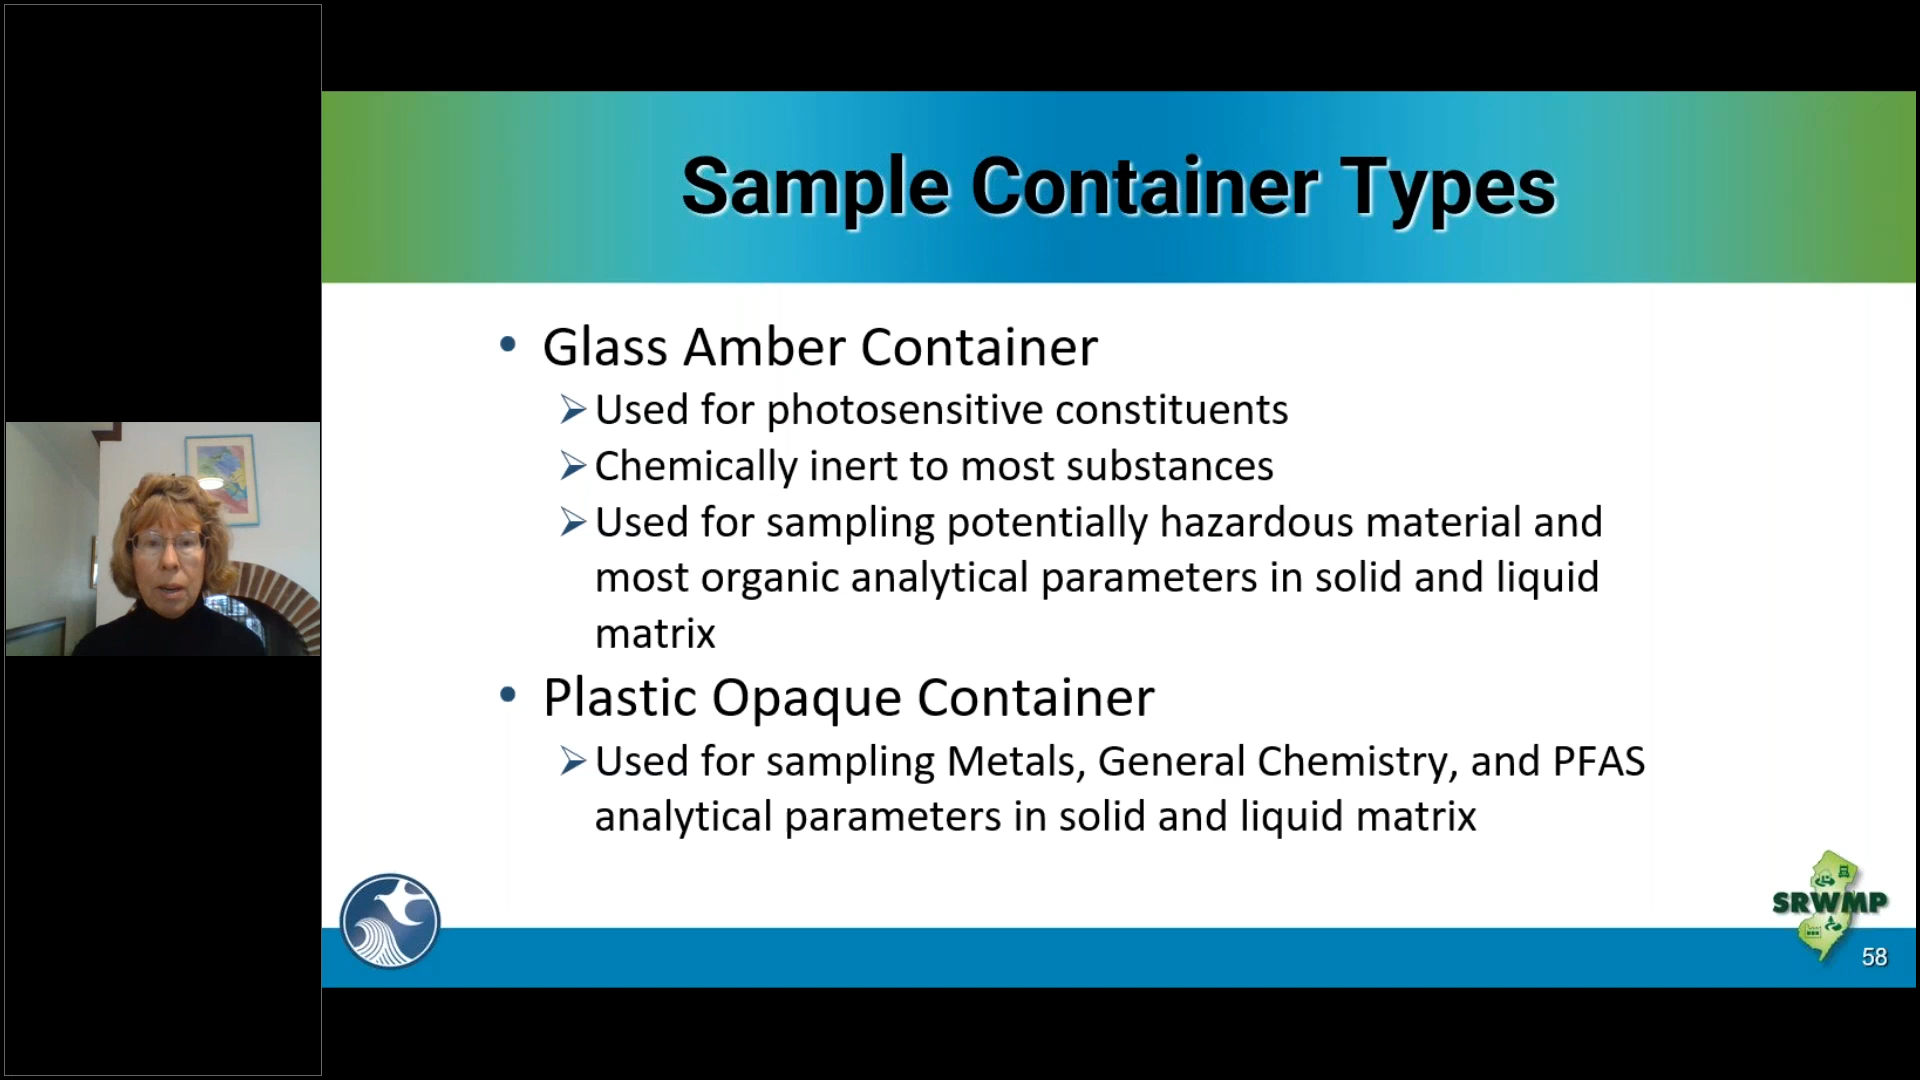 Sample Container Types
• Glass Amber Container
➢Used for photosensitive constituents
➢Chemically inert to most substances
➢Used for sampling potentially hazardous material and
most organic analytical parameters in solid and liquid
matrix
• Plastic Opaque Container
➢Used for sampling Metals, General Chemistry, and PFAS
analytical parameters in solid and liquid matrix
SRWMP
58